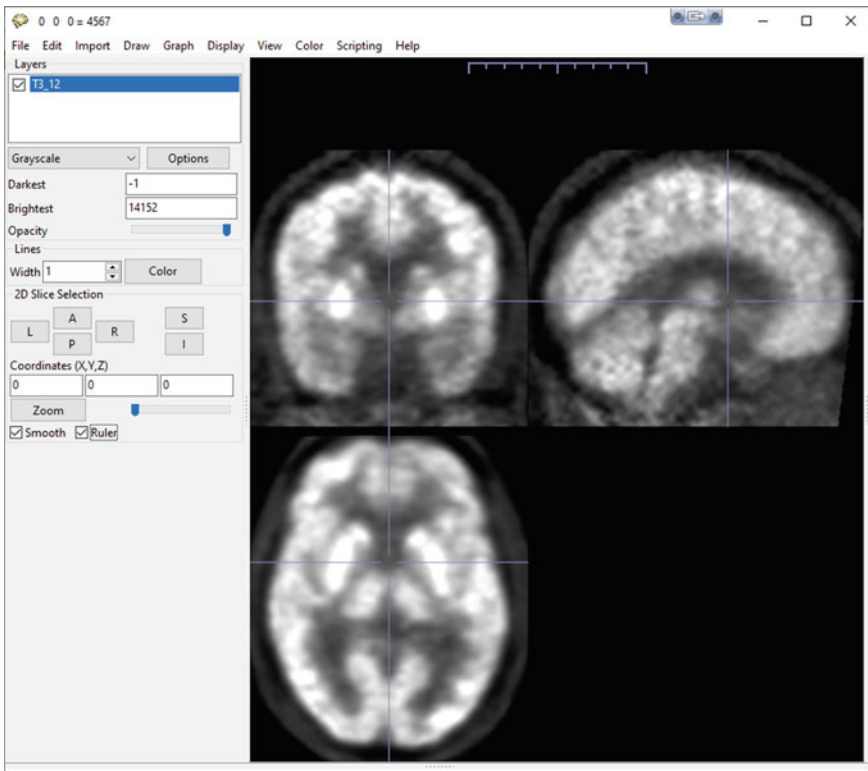 0 0 0 = 4567
File Edit Import Draw Graph Display View Color Scripting Help
Layers
T3_12
Grayscale Options
Darkest -1
Brightest 14152
Opacity
Lines
Width 1 Color
2D Slice Selection
A S
L R
P I
Coordinates (X,Y,Z)
0 0 0
Zoom
Smooth Ruler